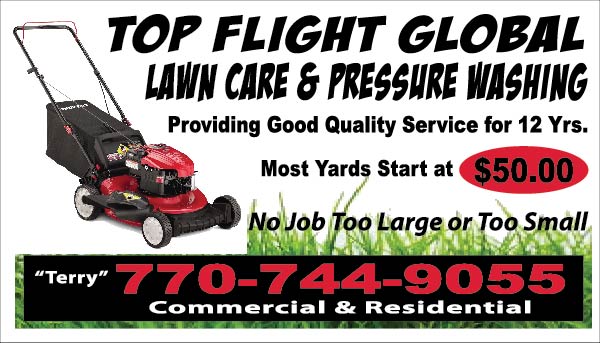 TOP FLIGHT GLOBAL
LAWN CARE & PRESSURE WASHING
Providing Good Quality Service for 12 Yrs.
Most Yards Start at $50.00
No Job Too Large or Too Small
“Terry” 770-744-9055
Commercial & Residential